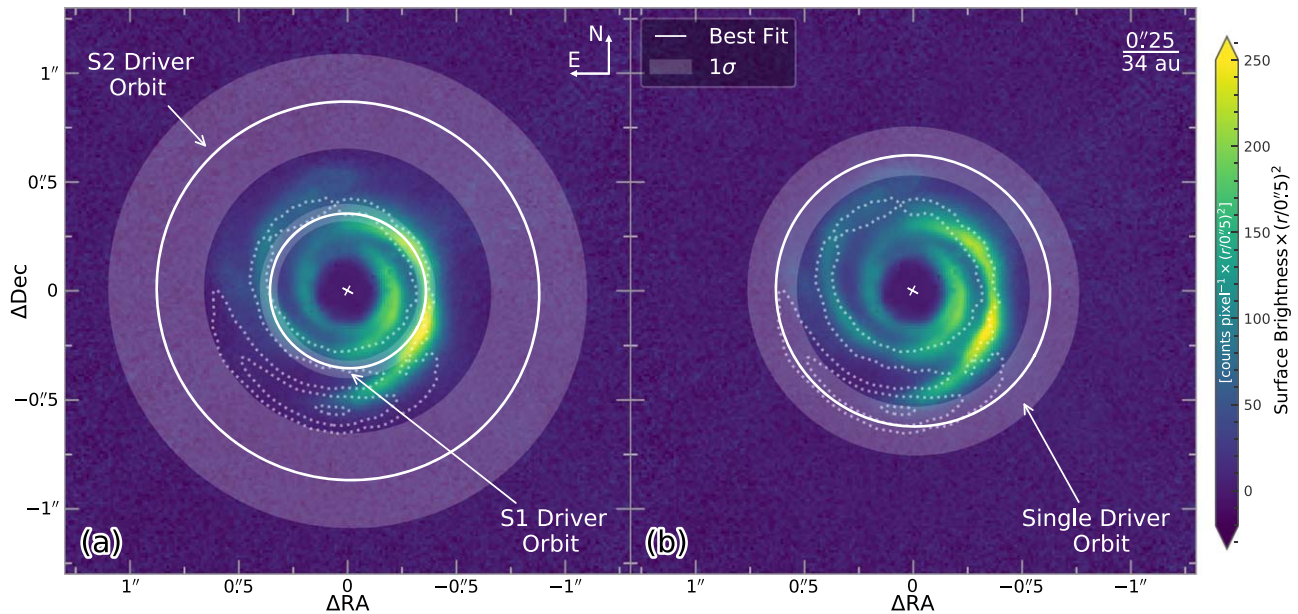 S2 Driver
Orbit
N
E
S1 Driver
Orbit
(a)
1″
0.″5
0
−0.″5
−1″
ΔDec
1″
0.″5
0
−0.″5
−1″
ΔRA
Best Fit
1σ
0.″25
34 au
Single Driver
Orbit
(b)
1″
0.″5
0
−0.″5
−1″
ΔRA
250
200
150
100
50
0
[counts pixel⁻¹ × (r/0.″5)²]
Surface Brightness × (r/0.″5)²